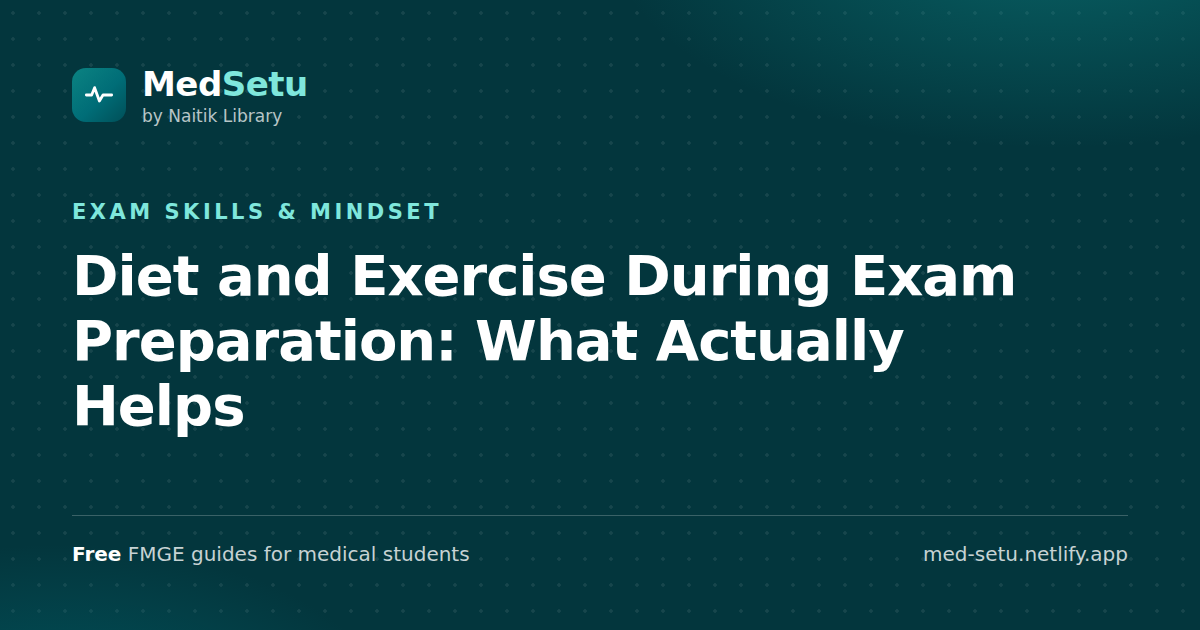 MedSetu
by Naitik Library
EXAM SKILLS & MINDSET
Diet and Exercise During Exam
Preparation: What Actually
Helps
Free FMGE guides for medical students
med-setu.netlify.app